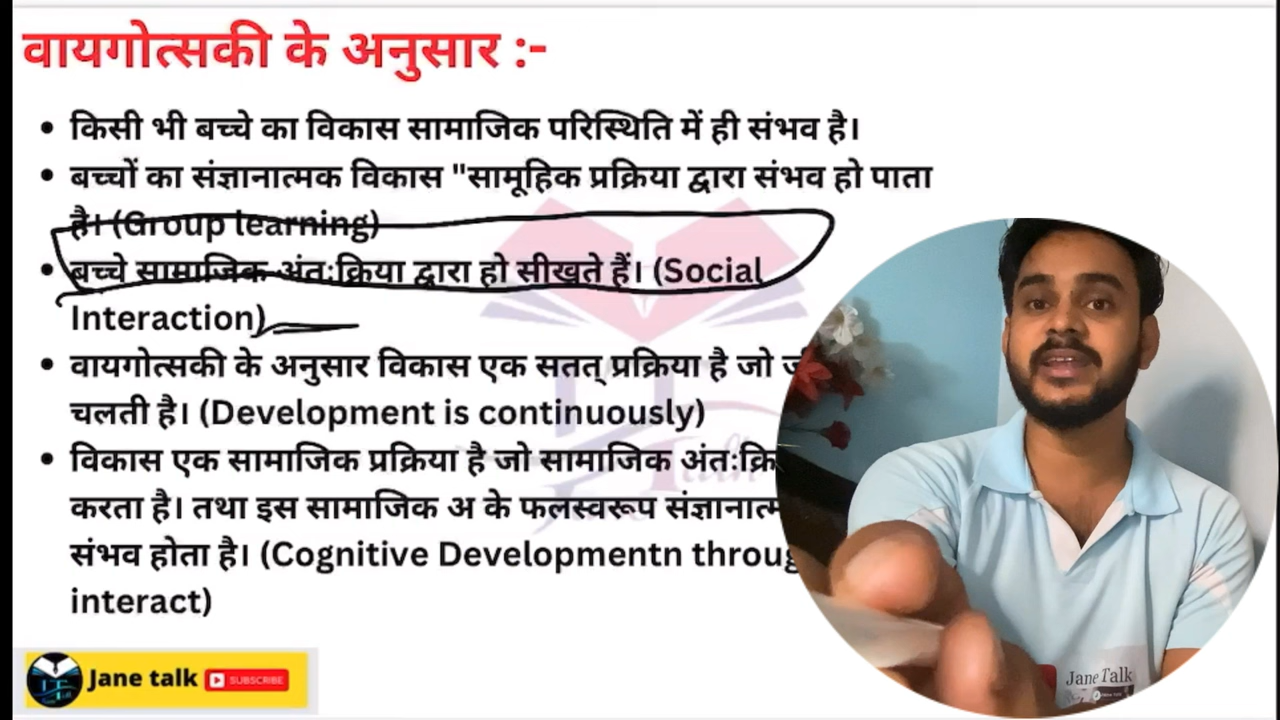 वायगोत्सकी के अनुसार :-
• किसी भी बच्चे का विकास सामाजिक परिस्थिति में ही संभव है।
• बच्चों का संज्ञानात्मक विकास "सामूहिक प्रक्रिया द्वारा संभव हो पाता
है। (Group learning)
• बच्चे सामाजिक अंतःक्रिया द्वारा हो सीखते हैं। (Social
Interaction)
• वायगोत्सकी के अनुसार विकास एक सतत् प्रक्रिया है जो
चलती है। (Development is continuously)
• विकास एक सामाजिक प्रक्रिया है जो सामाजिक
करता है। तथा इस सामाजिक अ के फलस्वरूप
संभव होता है। (Cognitive Developmentn
interact)
Jane talk SUBSCRIBE
Jane Talk